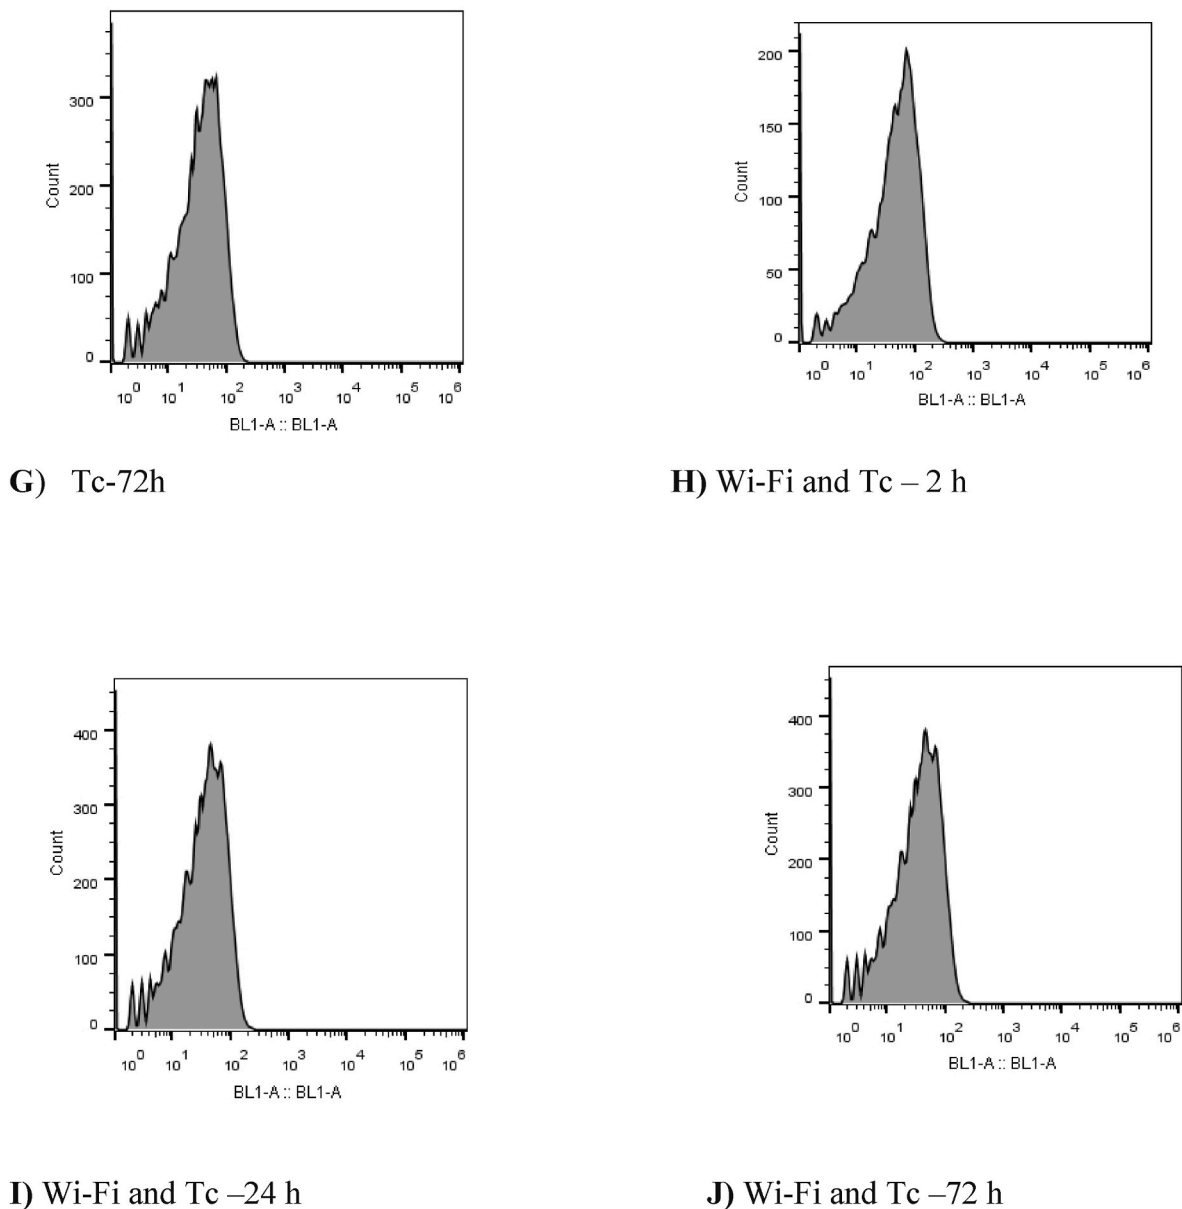 300
200
100
0
Count
10^0 10^1 10^2 10^3 10^4 10^5 10^6
BL1-A :: BL1-A
G) Tc-72h
200
150
100
50
0
Count
10^0 10^1 10^2 10^3 10^4 10^5 10^6
BL1-A :: BL1-A
H) Wi-Fi and Tc – 2 h
400
300
200
100
0
Count
10^0 10^1 10^2 10^3 10^4 10^5 10^6
BL1-A :: BL1-A
I) Wi-Fi and Tc –24 h
400
300
200
100
0
Count
10^0 10^1 10^2 10^3 10^4 10^5 10^6
BL1-A :: BL1-A
J) Wi-Fi and Tc –72 h